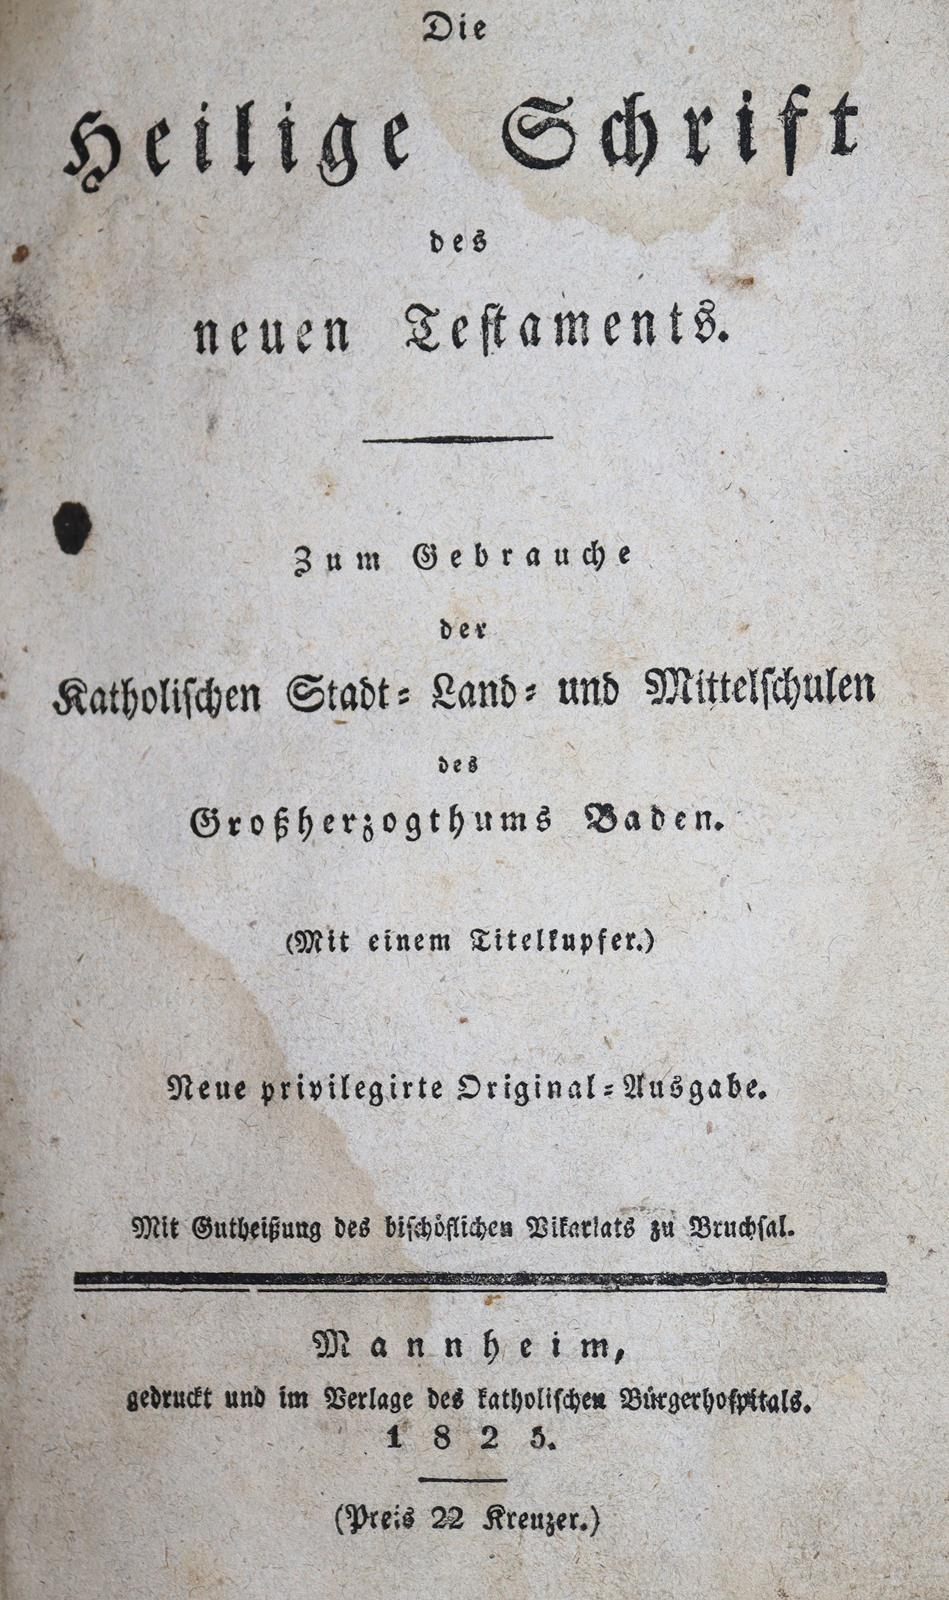 Die
Heilige Schrift
des
neuen Testaments.
Zum Gebrauche
der
Katholischen Stadt- Land- und Mittelschulen
des
Großherzogthums Baden.
(Mit einem Titelkupfer.)
Neue privilegirte Original-Ausgabe.
Mit Gutheißung des bischöflichen Vikariats zu Bruchsal.
Mannheim,
gedruckt und im Verlage des katholischen Bürgerhospitals.
1825.
(Preis 22 Kreuzer.)